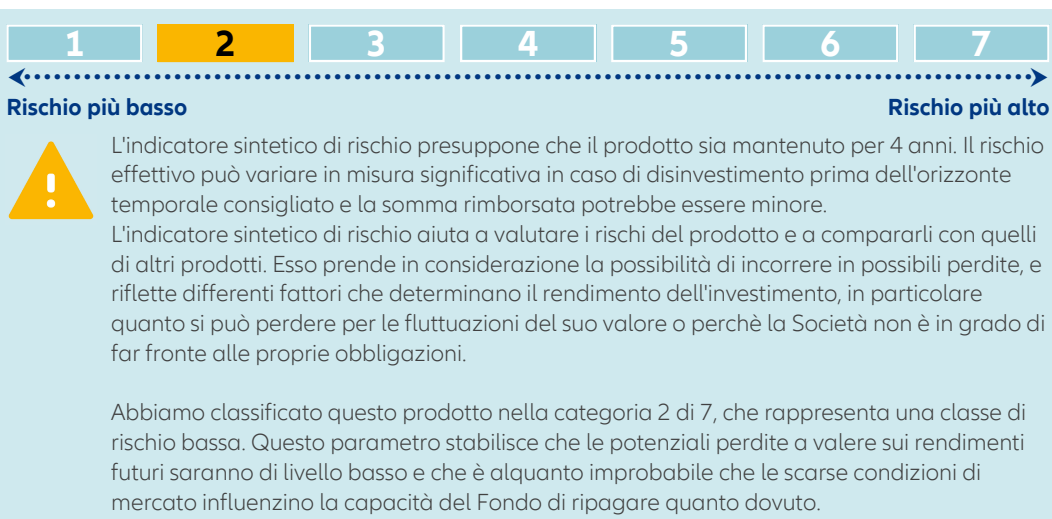 1 2 3 4 5 6 7
Rischio più basso Rischio più alto
L'indicatore sintetico di rischio presuppone che il prodotto sia mantenuto per 4 anni. Il rischio
effettivo può variare in misura significativa in caso di disinvestimento prima dell'orizzonte
temporale consigliato e la somma rimborsata potrebbe essere minore.
L'indicatore sintetico di rischio aiuta a valutare i rischi del prodotto e a compararli con quelli
di altri prodotti. Esso prende in considerazione la possibilità di incorrere in possibili perdite, e
riflette differenti fattori che determinano il rendimento dell'investimento, in particolare
quanto si può perdere per le fluttuazioni del suo valore o perchè la Società non è in grado di
far fronte alle proprie obbligazioni.
Abbiamo classificato questo prodotto nella categoria 2 di 7, che rappresenta una classe di
rischio bassa. Questo parametro stabilisce che le potenziali perdite a valere sui rendimenti
futuri saranno di livello basso e che è alquanto improbabile che le scarse condizioni di
mercato influenzino la capacità del Fondo di ripagare quanto dovuto.